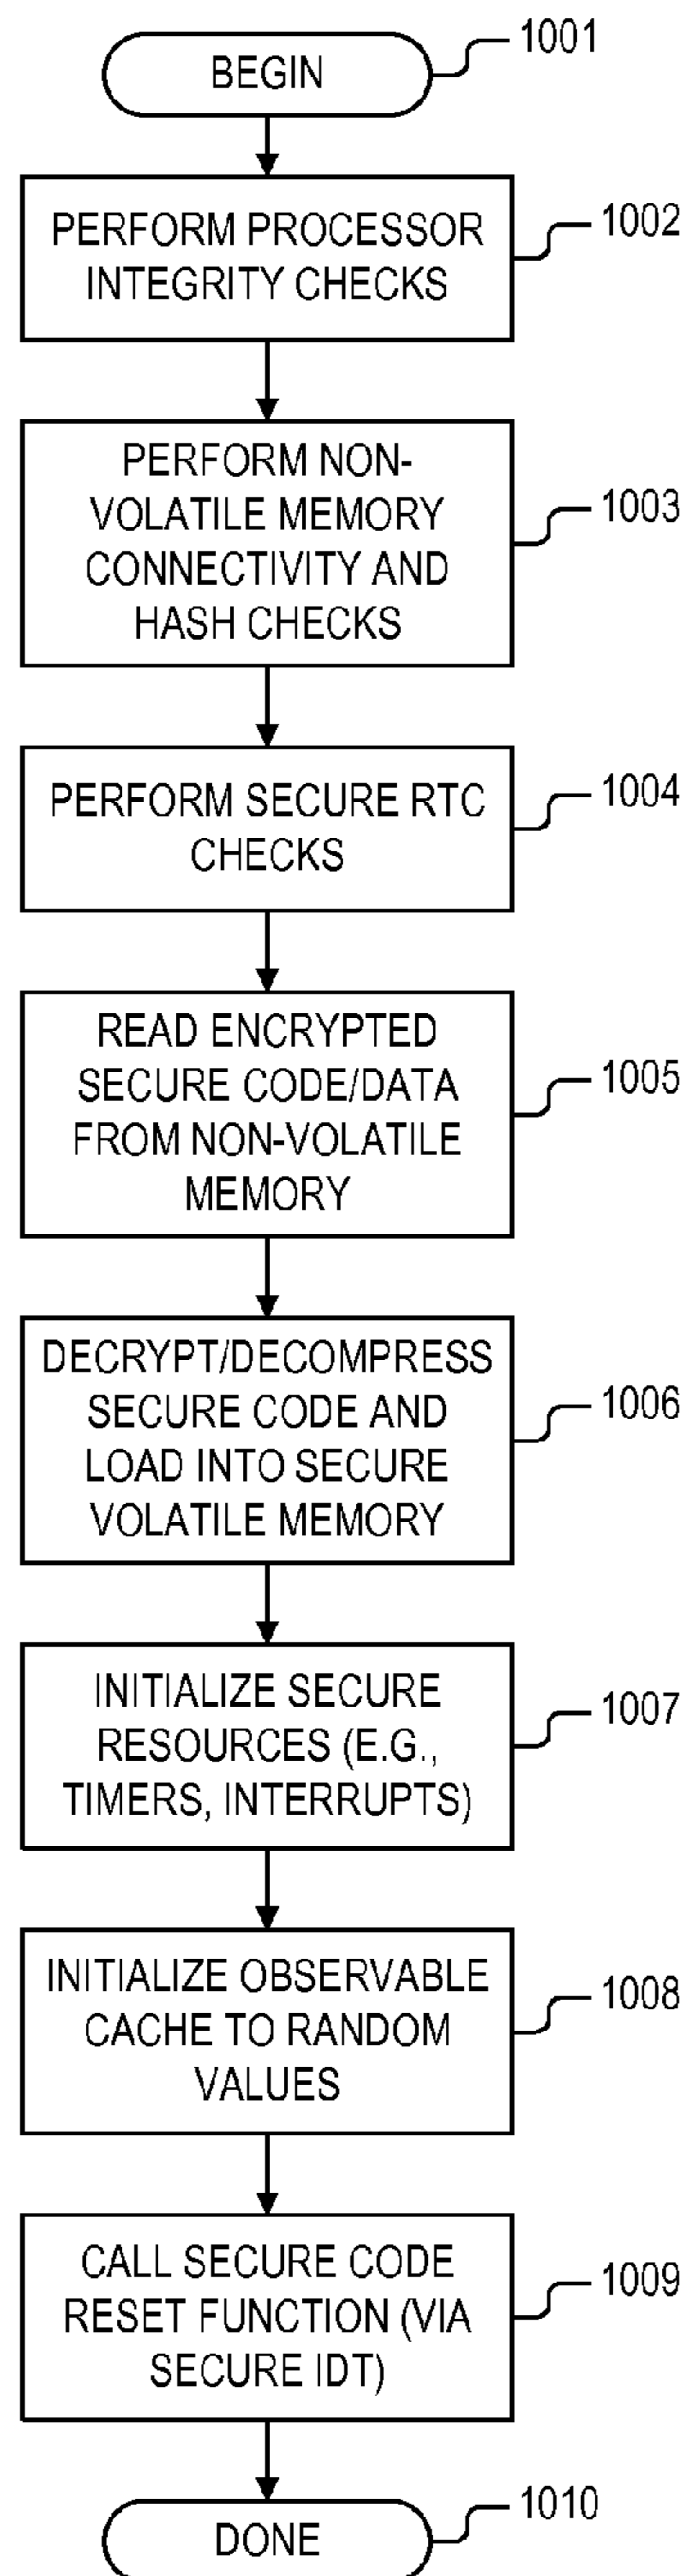 BEGIN
1001
PERFORM PROCESSOR
INTEGRITY CHECKS
1002
PERFORM NON-
VOLATILE MEMORY
CONNECTIVITY AND
HASH CHECKS
1003
PERFORM SECURE RTC
CHECKS
1004
READ ENCRYPTED
SECURE CODE/DATA
FROM NON-VOLATILE
MEMORY
1005
DECRYPT/DECOMPRESS
SECURE CODE AND
LOAD INTO SECURE
VOLATILE MEMORY
1006
INITIALIZE SECURE
RESOURCES (E.G.,
TIMERS, INTERRUPTS)
1007
INITIALIZE OBSERVABLE
CACHE TO RANDOM
VALUES
1008
CALL SECURE CODE
RESET FUNCTION (VIA
SECURE IDT)
1009
DONE
1010